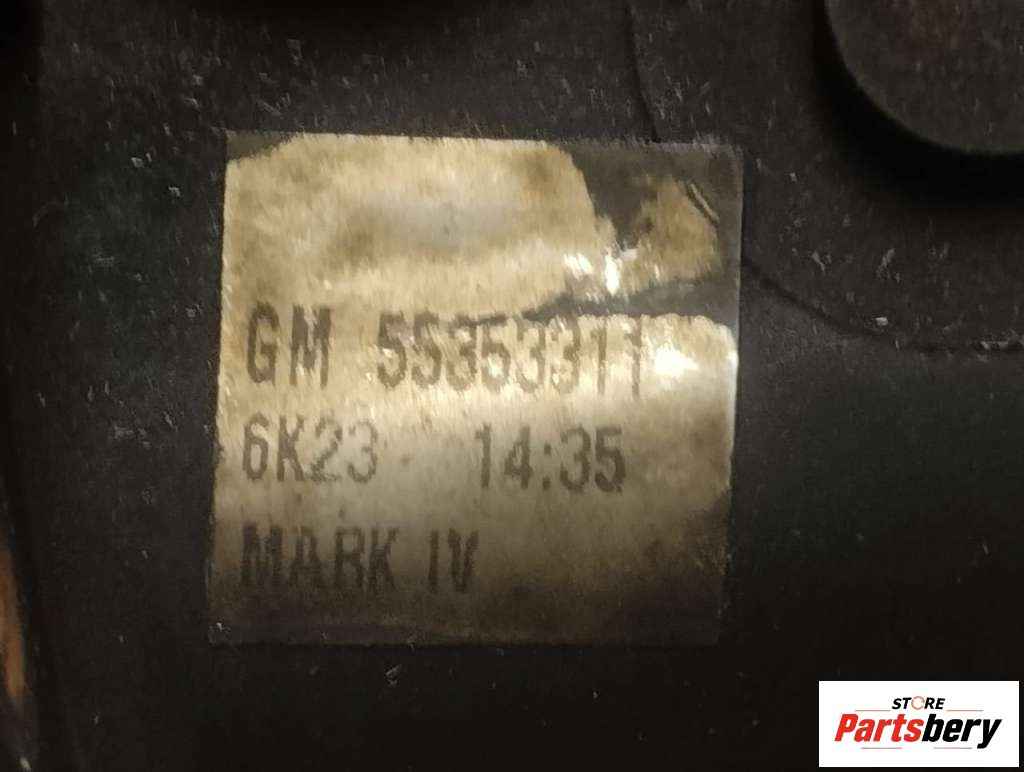 GM 55353311
6K23 14:35
MARK IV
STORE
Partsbery